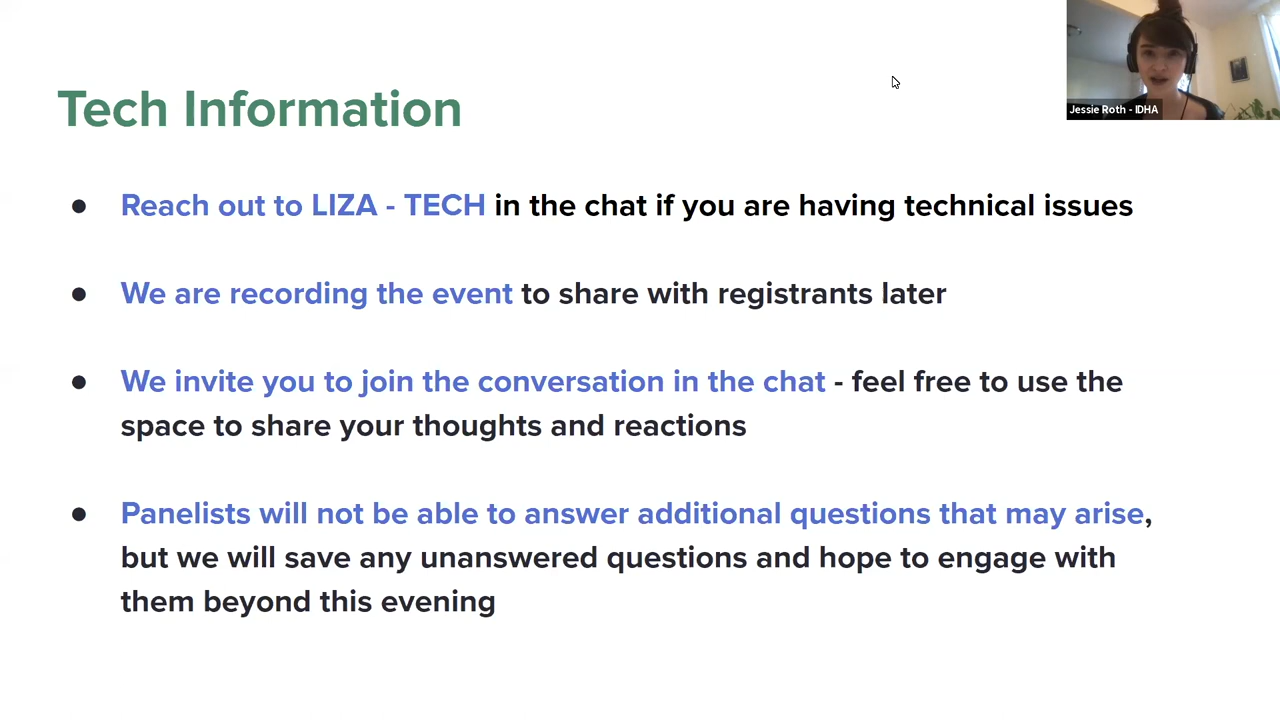 Tech Information
Jessie Roth - IDHA
● Reach out to LIZA - TECH in the chat if you are having technical issues
● We are recording the event to share with registrants later
● We invite you to join the conversation in the chat - feel free to use the
space to share your thoughts and reactions
● Panelists will not be able to answer additional questions that may arise,
but we will save any unanswered questions and hope to engage with
them beyond this evening